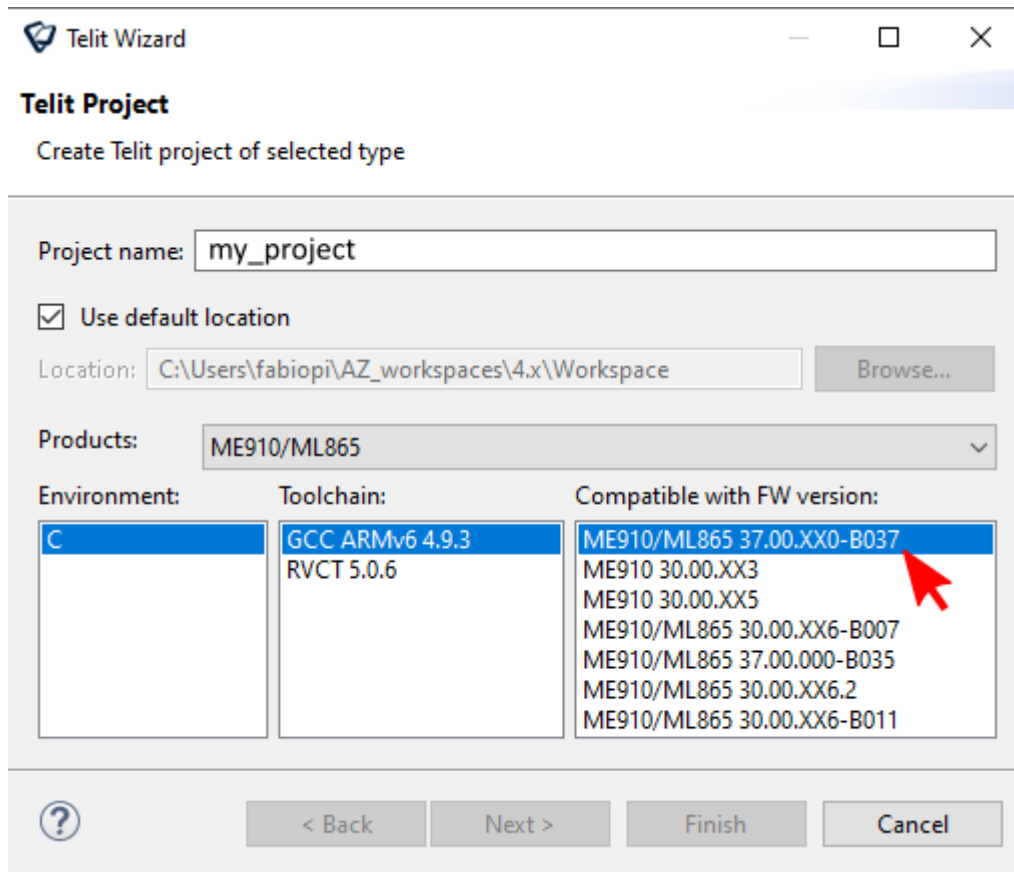 Telit Wizard
Telit Project
Create Telit project of selected type
Project name: my_project
Use default location
Location: C:\Users\fabiopi\AZ_workspaces\4.x\Workspace Browse...
Products: ME910/ML865
Environment: Toolchain: Compatible with FW version:
C GCC ARMv6 4.9.3 ME910/ML865 37.00.XX0-B037
RVCT 5.0.6 ME910 30.00.XX3
ME910 30.00.XX5
ME910/ML865 30.00.XX6-B007
ME910/ML865 37.00.000-B035
ME910/ML865 30.00.XX6.2
ME910/ML865 30.00.XX6-B011
? < Back Next > Finish Cancel